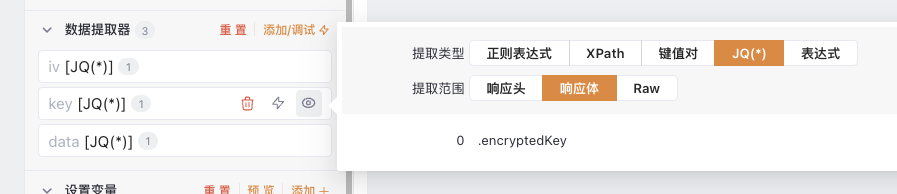 数据提取器 3 重 置 添加/调试
iv [JQ(*)] 1
key [JQ(*)] 1
data [JQ(*)] 1
设置变量 重 置 预 览 添加
提取类型 正则表达式 XPath 键值对 JQ(*) 表达式
提取范围 响应头 响应体 Raw
0 .encryptedKey